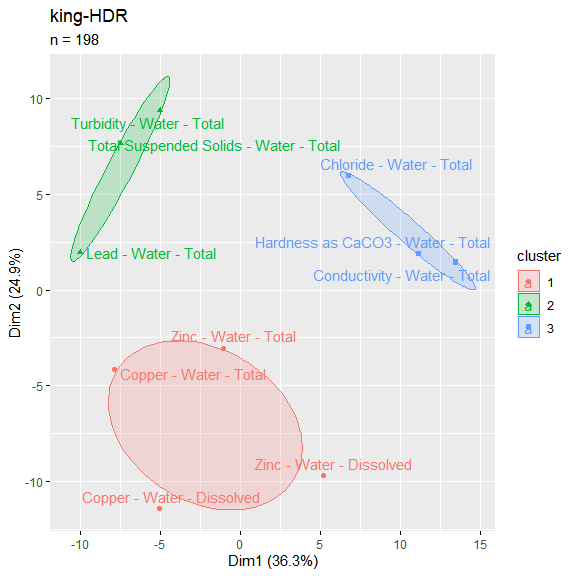 king-HDR
n = 198
10
5
0
-5
-10
Dim2 (24.9%)
Turbidity - Water - Total
Total Suspended Solids - Water - Total
Lead - Water - Total
Chloride - Water - Total
Hardness as CaCO3 - Water - Total
Conductivity - Water - Total
Zinc - Water - Total
Copper - Water - Total
Zinc - Water - Dissolved
Copper - Water - Dissolved
-10 -5 0 5 10 15
Dim1 (36.3%)
cluster
a 1
a 2
a 3